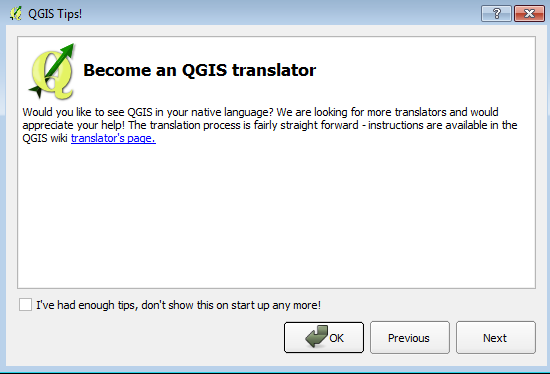 QGIS Tips!
?
Become an QGIS translator
Would you like to see QGIS in your native language? We are looking for more translators and would
appreciate your help! The translation process is fairly straight forward - instructions are available in the
QGIS wiki translator's page.
I've had enough tips, don't show this on start up any more!
OK
Previous
Next